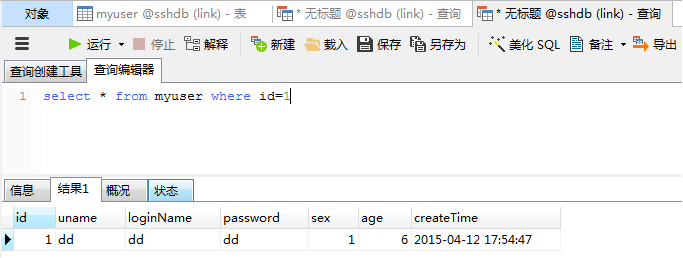 对象 myuser @sshdb (link) - 表 * 无标题 @sshdb (link) - 查询 * 无标题 @sshdb (link) - 查询
运行 停止 解释 新建 载入 保存 另存为 美化 SQL 备注 导出
查询创建工具 查询编辑器
1 select * from myuser where id=1
信息 结果1 概况 状态
id uname loginName password sex age createTime
1 dd dd dd 1 6 2015-04-12 17:54:47